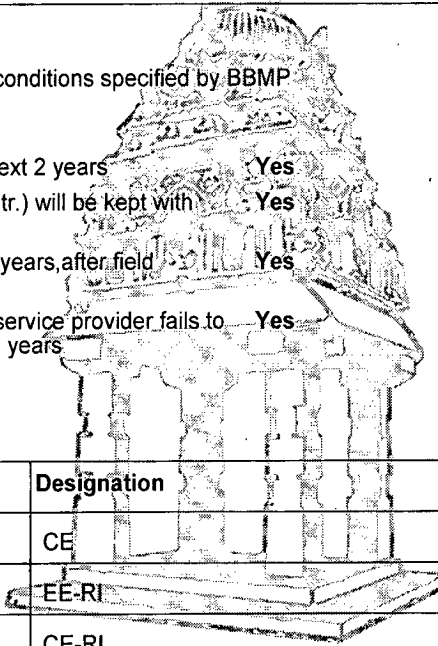 conditions specified by BBMP
ext 2 years Yes
tr.) will be kept with Yes
years,after field Yes
service provider fails to Yes
years
Designation
CE
EE-RI
CE-RI